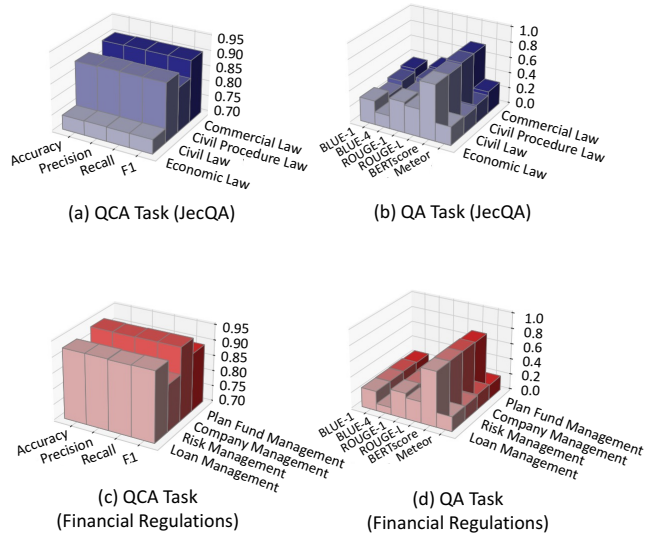 0.95
0.90
0.85
0.80
0.75
0.70
Accuracy
Precision
Recall
F1
Commercial Law
Civil Procedure Law
Civil Law
Economic Law
(a) QCA Task (JecQA)
1.0
0.8
0.6
0.4
0.2
0.0
BLUE-1
BLUE-4
ROUGE-1
ROUGE-L
BERTscore
Meteor
Commercial Law
Civil Procedure Law
Civil Law
Economic Law
(b) QA Task (JecQA)
0.95
0.90
0.85
0.80
0.75
0.70
Accuracy
Precision
Recall
F1
Plan Fund Management
Company Management
Risk Management
Loan Management
(c) QCA Task
(Financial Regulations)
1.0
0.8
0.6
0.4
0.2
0.0
BLUE-1
BLUE-4
ROUGE-1
ROUGE-L
BERTscore
Meteor
Plan Fund Management
Company Management
Risk Management
Loan Management
(d) QA Task
(Financial Regulations)